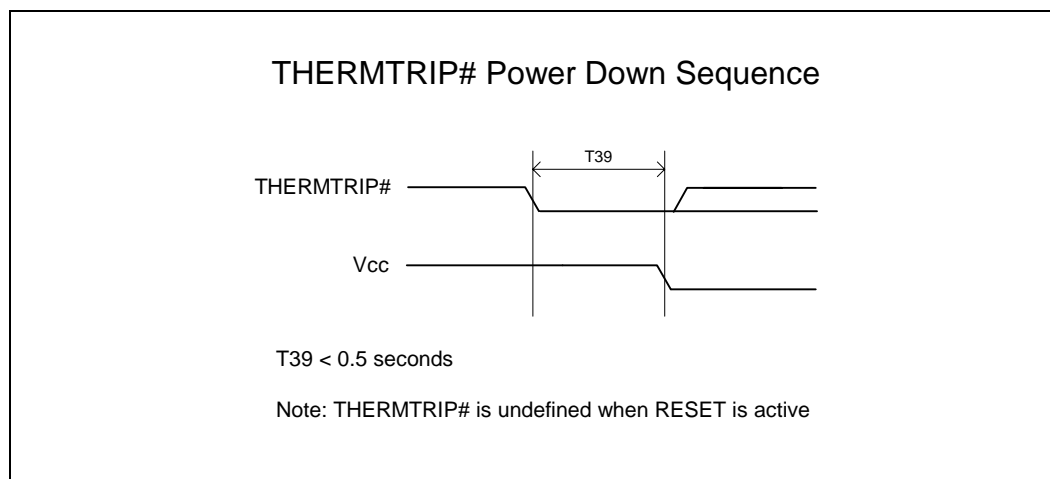 THERMTRIP# Power Down Sequence
T39
THERMTRIP#
Vcc
T39 < 0.5 seconds
Note: THERMTRIP# is undefined when RESET is active